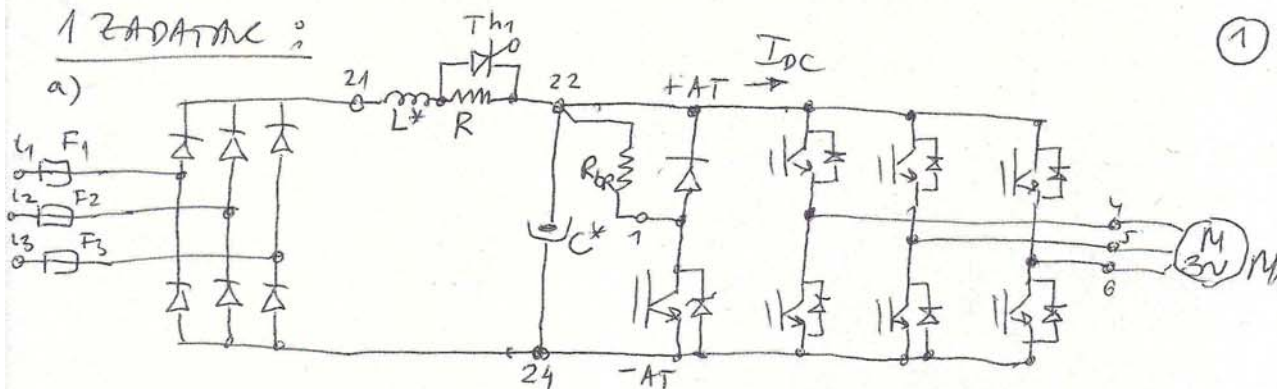 1 ZADATAK:
1
a)
Th1
21
22
+AT
IDC
L*
R
L1
F1
L2
F2
L3
F3
Rbr
1
C*
4
5
6
M
3~
24
-AT